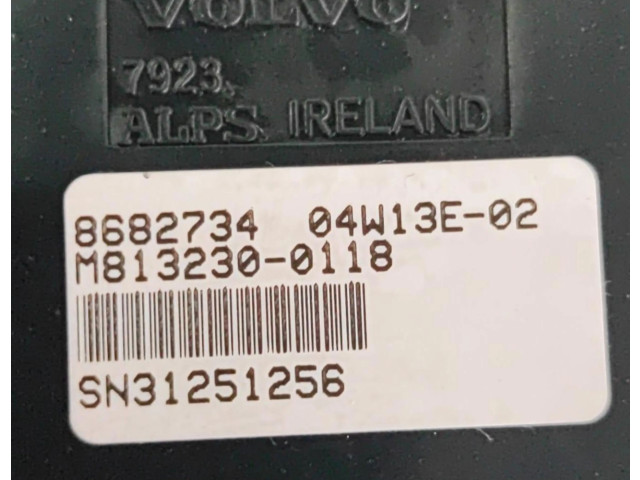 VOLVO
7923.
ALPS IRELAND
8682734 04W13E-02
M813230-0118
SN31251256